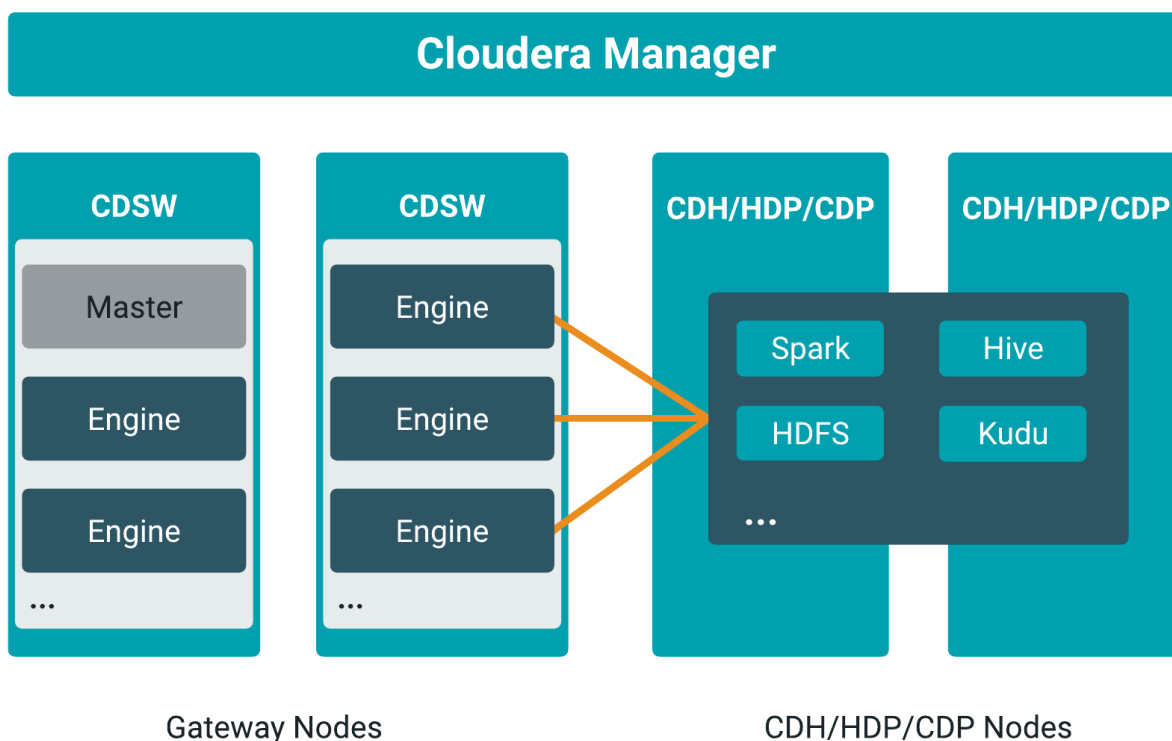 Cloudera Manager
CDSW
Master
Engine
Engine
...
CDSW
Engine
Engine
Engine
...
CDH/HDP/CDP
CDH/HDP/CDP
Spark
Hive
HDFS
Kudu
...
Gateway Nodes
CDH/HDP/CDP Nodes